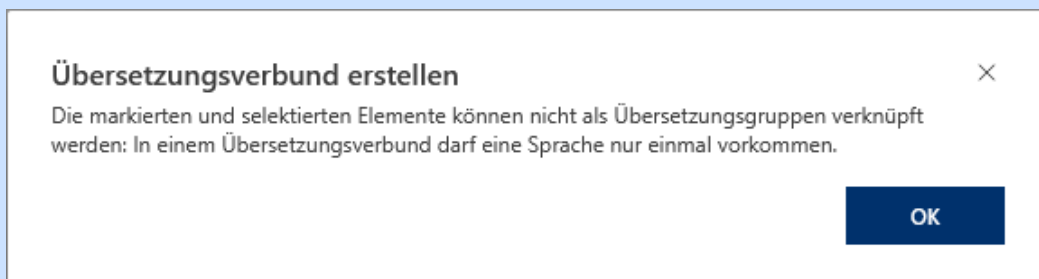 Übersetzungsverbund erstellen
Die markierten und selektierten Elemente können nicht als Übersetzungsgruppen verknüpft
werden: In einem Übersetzungsverbund darf eine Sprache nur einmal vorkommen.
OK